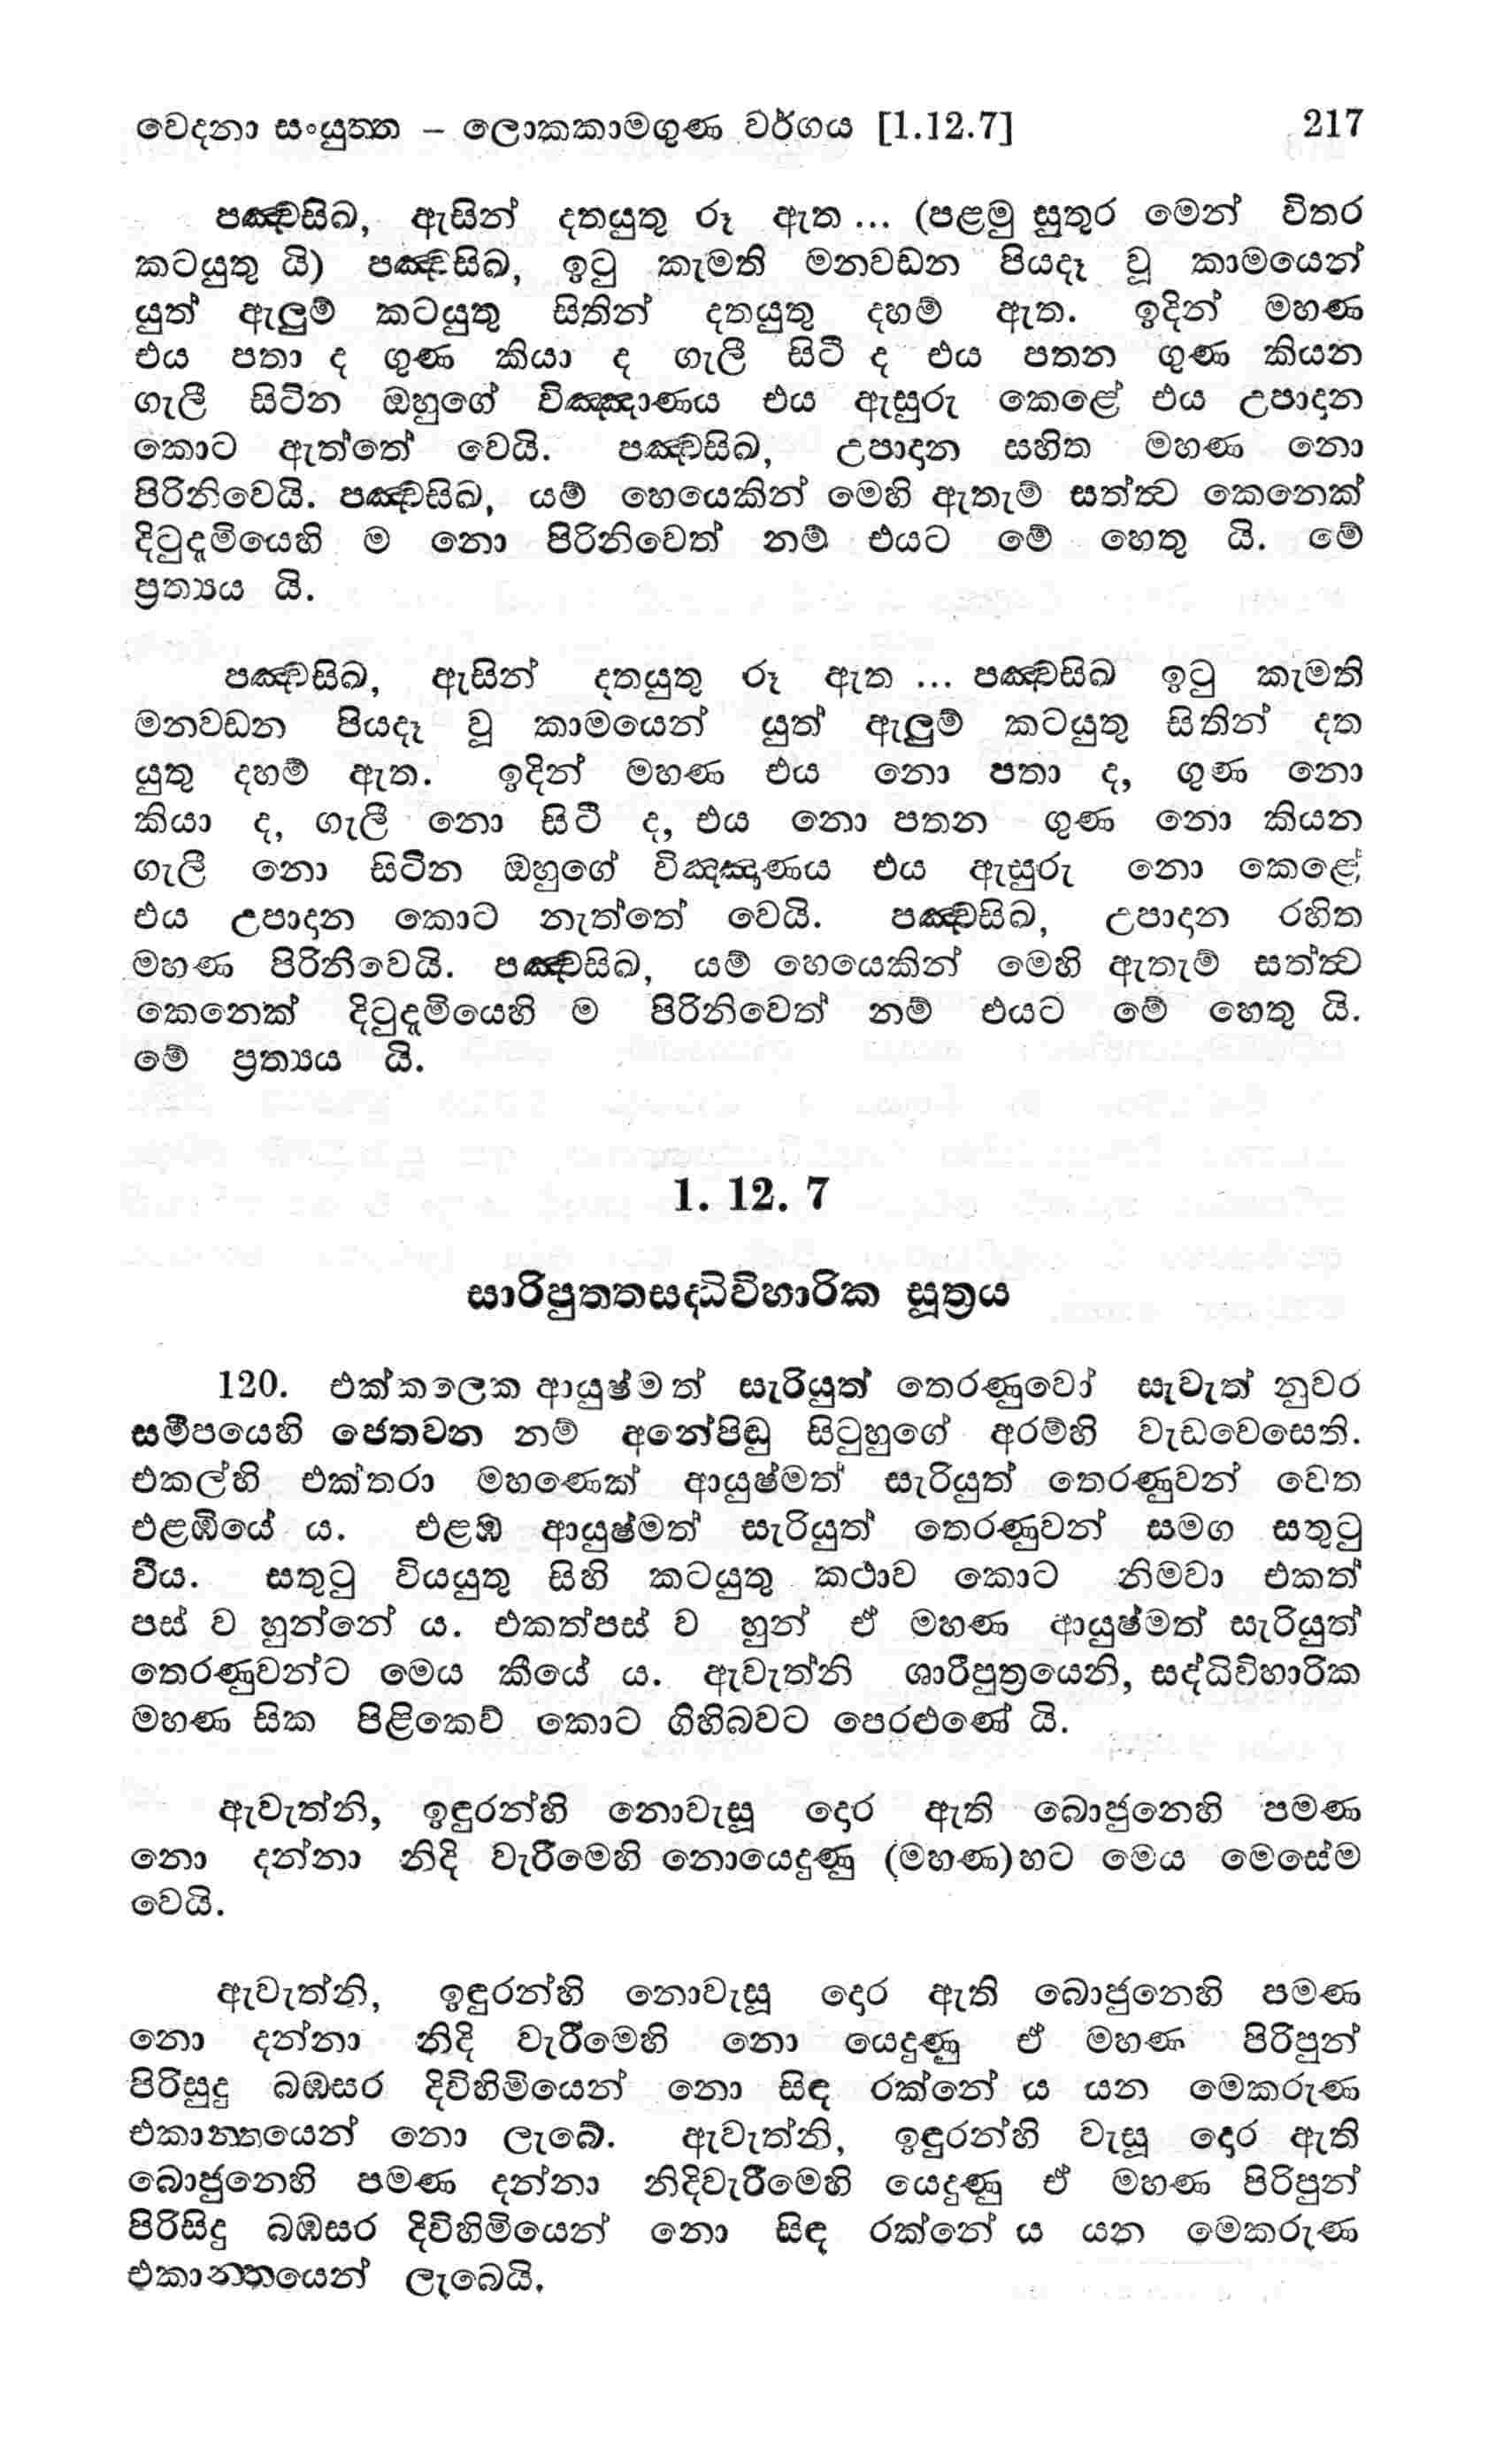 වෙදනා සංයුත්ත – ලොකකාමගුණ වර්ගය [1.12.7] 217
පඤ්චසිඛ, ඇසින් දතයුතු රූ ඇත ... (පළමු සුතුර මෙන් විතර
කටයුතු යි) පඤ්චසිඛ, ඉටු කැමති මනවඩන පියදෑ වූ කාමයෙන්
යුත් ඇලුම් කටයුතු සිතින් දතයුතු දහම් ඇත. ඉදින් මහණ
එය පතා ද ගුණ කියා ද ගැලී සිටී ද එය පතන ගුණ කියන
ගැලී සිටින ඔහුගේ විඤ්ඤාණය එය ඇසුරු කෙළේ එය උපාදාන
කොට ඇත්තේ වෙයි. පඤ්චසිඛ, උපාදාන සහිත මහණ නො
පිරිනිවෙයි. පඤ්චසිඛ, යම් හෙයෙකින් මෙහි ඇතැම් සත්ත්‍ව කෙනෙක්
දිටුදැමියෙහි ම නො පිරිනිවෙත් නම් එයට මේ හෙතු යි. මේ
ප්‍රත්‍යය යි.
පඤ්චසිඛ, ඇසින් දතයුතු රූ ඇත ... පඤ්චසිඛ ඉටු කැමති
මනවඩන පියදෑ වූ කාමයෙන් යුත් ඇලුම් කටයුතු සිතින් දත
යුතු දහම් ඇත. ඉදින් මහණ එය නො පතා ද, ගුණ නො
කියා ද, ගැලී නො සිටී ද, එය නො පතන ගුණ නො කියන
ගැලී නො සිටින ඔහුගේ විඤ්ඤාණය එය ඇසුරු නො කෙළේ
එය උපාදාන කොට නැත්තේ වෙයි. පඤ්චසිඛ, උපාදාන රහිත
මහණ පිරිනිවෙයි. පඤ්චසිඛ, යම් හෙයෙකින් මෙහි ඇතැම් සත්ත්‍ව
කෙනෙක් දිටුදැමියෙහි ම පිරිනිවෙත් නම් එයට මේ හෙතු යි.
මේ ප්‍රත්‍යය යි.
1. 12. 7
සාරිපුත්තසද්ධිවිහාරික සූත්‍රය
120. එක්කලෙක ආයුෂ්මත් සැරියුත් තෙරණුවෝ සැවැත් නුවර
සමීපයෙහි ජෙතවන නම් අනේපිඬු සිටුහුගේ අරම්හි වැඩවෙසෙති.
එකල්හි එක්තරා මහණෙක් ආයුෂ්මත් සැරියුත් තෙරණුවන් වෙත
එළඹියේ ය. එළඹ ආයුෂ්මත් සැරියුත් තෙරණුවන් සමග සතුටු
විය. සතුටු වියයුතු සිහි කටයුතු කථාව කොට නිමවා එකත්
පස් ව හුන්නේ ය. එකත්පස් ව හුන් ඒ මහණ ආයුෂ්මත් සැරියුත්
තෙරණුවන්ට මෙය කීයේ ය. ඇවැත්නි ශාරීපුත්‍රයෙනි, සද්ධිවිහාරික
මහණ සික පිළිකෙව් කොට ගිහිබවට පෙරළුණේ යි.
ඇවැත්නි, ඉඳුරන්හි නොවැසූ දොර ඇති බොජුනෙහි පමණ
නො දන්නා නිදි වැරීමෙහි නොයෙදුණු (මහණ)හට මෙය මෙසේම
වෙයි.
ඇවැත්නි, ඉඳුරන්හි නොවැසූ දොර ඇති බොජුනෙහි පමණ
නො දන්නා නිදි වැරීමෙහි නො යෙදුණු ඒ මහණ පිරිපුන්
පිරිසුදු බඹසර දිවිහිමියෙන් නො සිඳ රක්නේ ය යන මෙකරුණ
එකාන්තයෙන් නො ලැබේ. ඇවැත්නි, ඉඳුරන්හි වැසූ දොර ඇති
බොජුනෙහි පමණ දන්නා නිදිවැරීමෙහි යෙදුණු ඒ මහණ පිරිපුන්
පිරිසිදු බඹසර දිවිහිමියෙන් නො සිඳ රක්නේ ය යන මෙකරුණ
එකාන්තයෙන් ලැබෙයි.